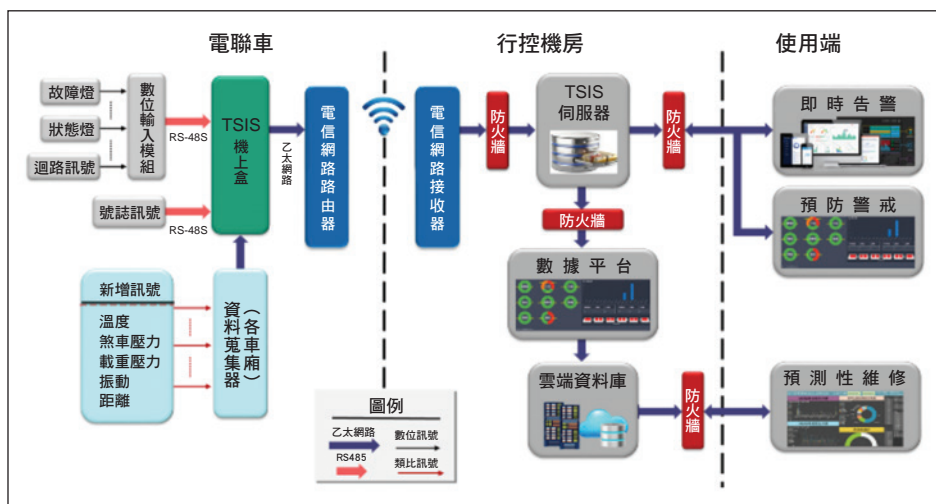 電聯車
行控機房
使用端
故障燈
狀態燈
迴路訊號
數位輸入模組
RS-48S
號誌訊號
RS-48S
TSIS
機上盒
乙太網路
電信網路路由器
新增訊號
溫度
煞車壓力
載重壓力
振動
距離
資料蒐集器
（各車廂）
電信網路接收器
防火牆
TSIS
伺服器
防火牆
防火牆
數據平台
雲端資料庫
防火牆
即時告警
預防警戒
預測性維修
圖例
乙太網路
數位訊號
RS485
類比訊號